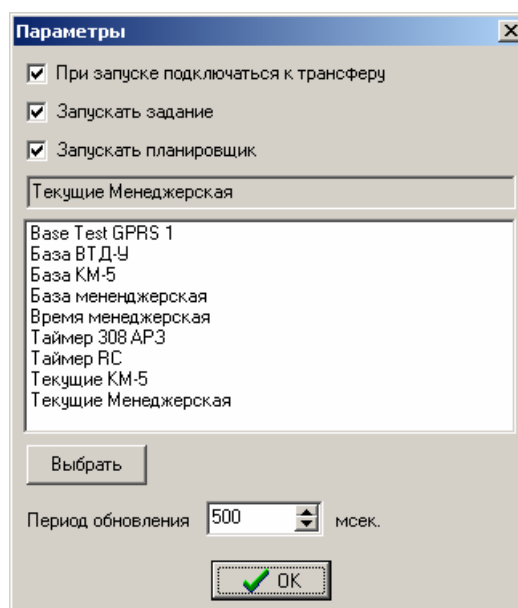 Параметры
При запуске подключаться к трансферу
Запускать задание
Запускать планировщик
Текущие Менеджерская
Base Test GPRS 1
База ВТД-У
База КМ-5
База мененджерская
Время менеджерская
Таймер 308 АРЗ
Таймер RC
Текущие КМ-5
Текущие Менеджерская
Выбрать
Период обновления 500 мсек.
OK